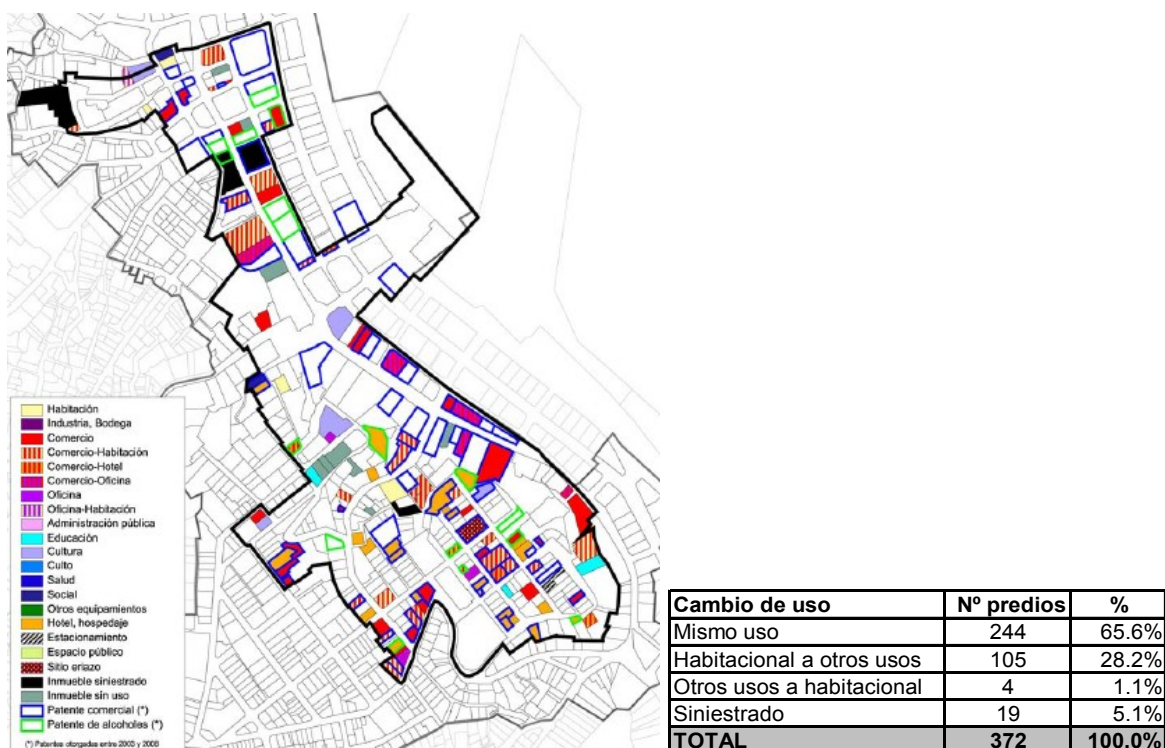 Habitación
Industria, Bodega
Comercio
Comercio-Habitación
Comercio-Hotel
Comercio-Oficina
Oficina
Oficina-Habitación
Administración pública
Educación
Cultura
Culto
Salud
Social
Otros equipamientos
Hotel, hospedaje
Estacionamiento
Espacio público
Sitio eriazo
Inmueble siniestrado
Inmueble sin uso
Patente comercial (*)
Patente de alcoholes (*)
(*) Patentes otorgadas entre 2003 y 2008
Cambio de uso Nº predios %
Mismo uso 244 65.6%
Habitacional a otros usos 105 28.2%
Otros usos a habitacional 4 1.1%
Siniestrado 19 5.1%
TOTAL 372 100.0%